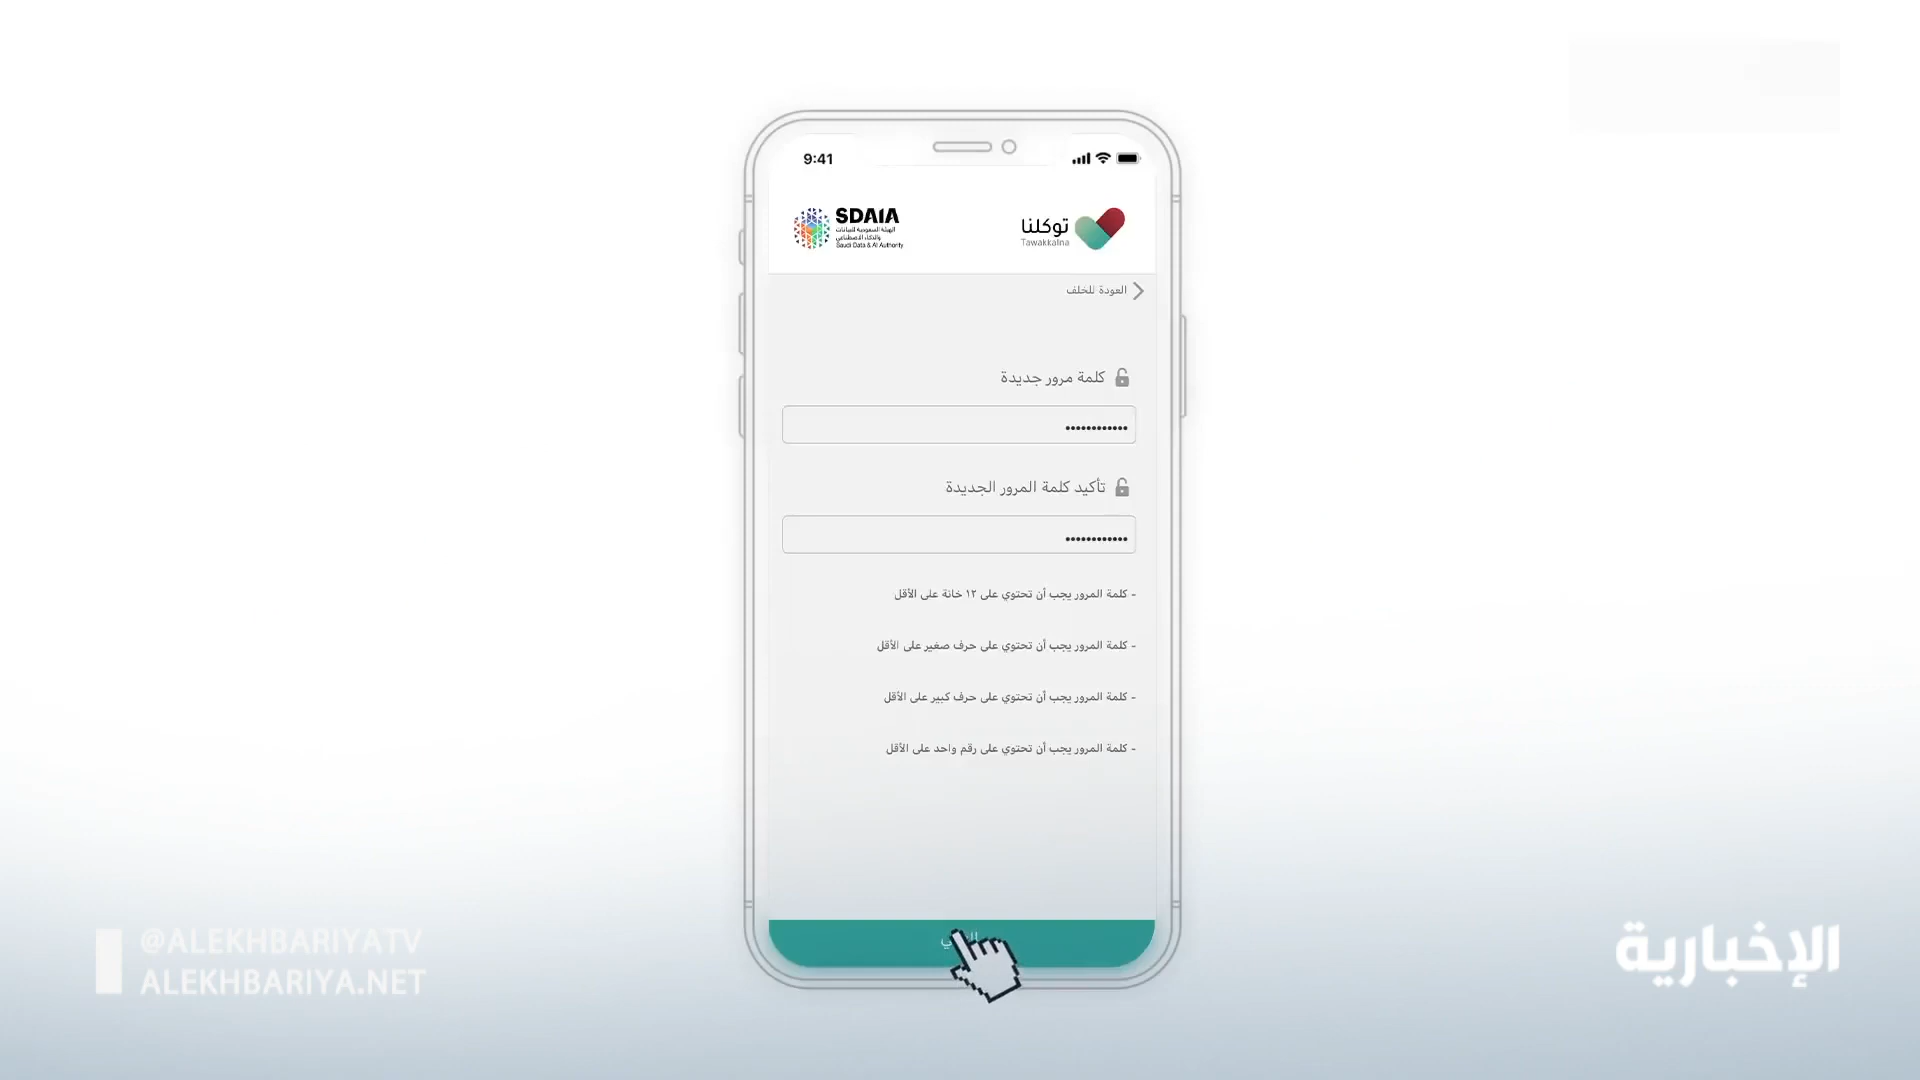 9:41
SDAIA
الهيئة السعودية للبيانات
والذكاء الاصطناعي
Saudi Data & AI Authority
توكلنا
Tawakkalna
العودة للخلف
كلمة مرور جديدة
••••••••••••
تأكيد كلمة المرور الجديدة
••••••••••••
- كلمة المرور يجب أن تحتوي على ١٢ خانة على الأقل
- كلمة المرور يجب أن تحتوي على حرف صغير على الأقل
- كلمة المرور يجب أن تحتوي على حرف كبير على الأقل
- كلمة المرور يجب أن تحتوي على رقم واحد على الأقل
@ALEKHBARIYATV
ALEKHBARIYA.NET
الإخبارية